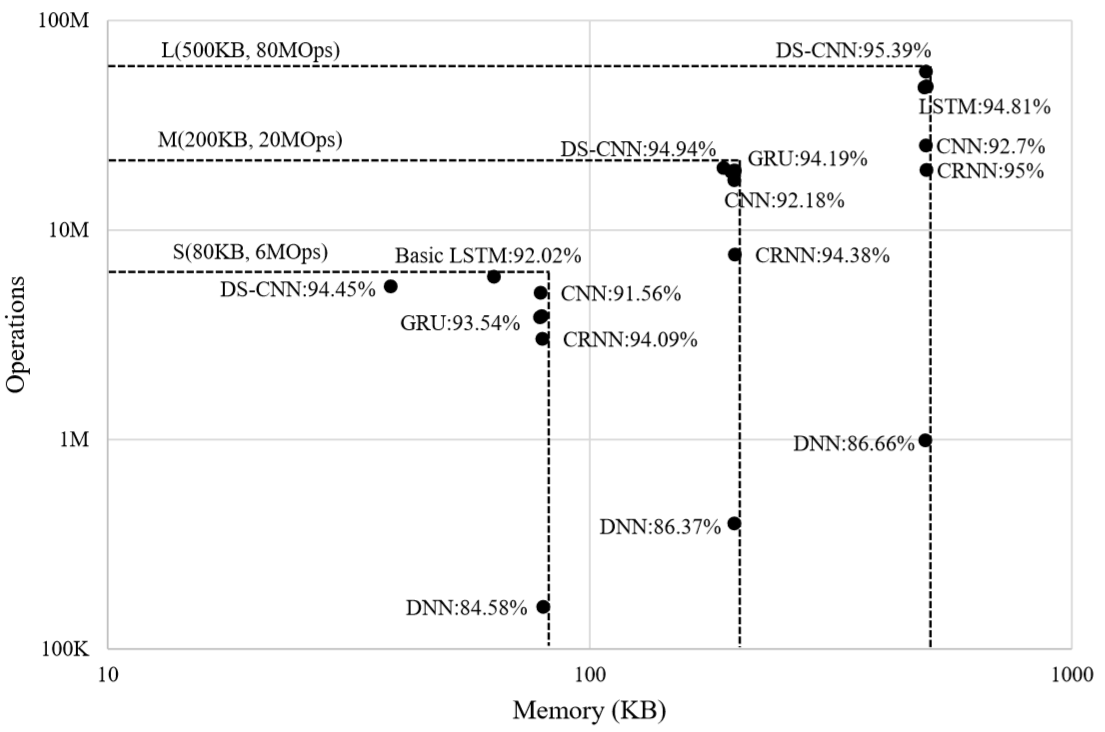 100M
L(500KB, 80MOps)
DS-CNN:95.39%
LSTM:94.81%
M(200KB, 20MOps)
DS-CNN:94.94%
GRU:94.19%
CNN:92.7%
CRNN:95%
CNN:92.18%
10M
S(80KB, 6MOps)
Basic LSTM:92.02%
CRNN:94.38%
DS-CNN:94.45%
CNN:91.56%
GRU:93.54%
CRNN:94.09%
Operations
1M
DNN:86.66%
DNN:86.37%
DNN:84.58%
100K
10
100
1000
Memory (KB)